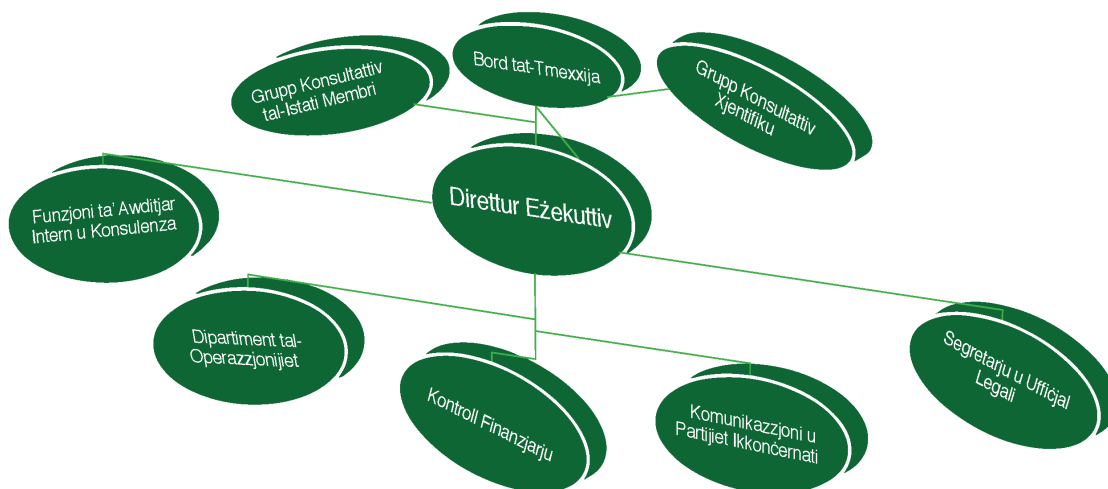 Grupp Konsultattiv
tal-Istati Membri
Bord tat-Tmexxija
Grupp Konsultattiv
Xjentifiku
Direttur Eżekuttiv
Funzjoni ta' Awditjar
Intern u Konsulenza
Dipartiment tal-
Operazzjonijiet
Kontroll Finanzjarju
Komunikazzjoni u
Partijiet Ikkonċernati
Segretarju u Uffiċjal
Legali